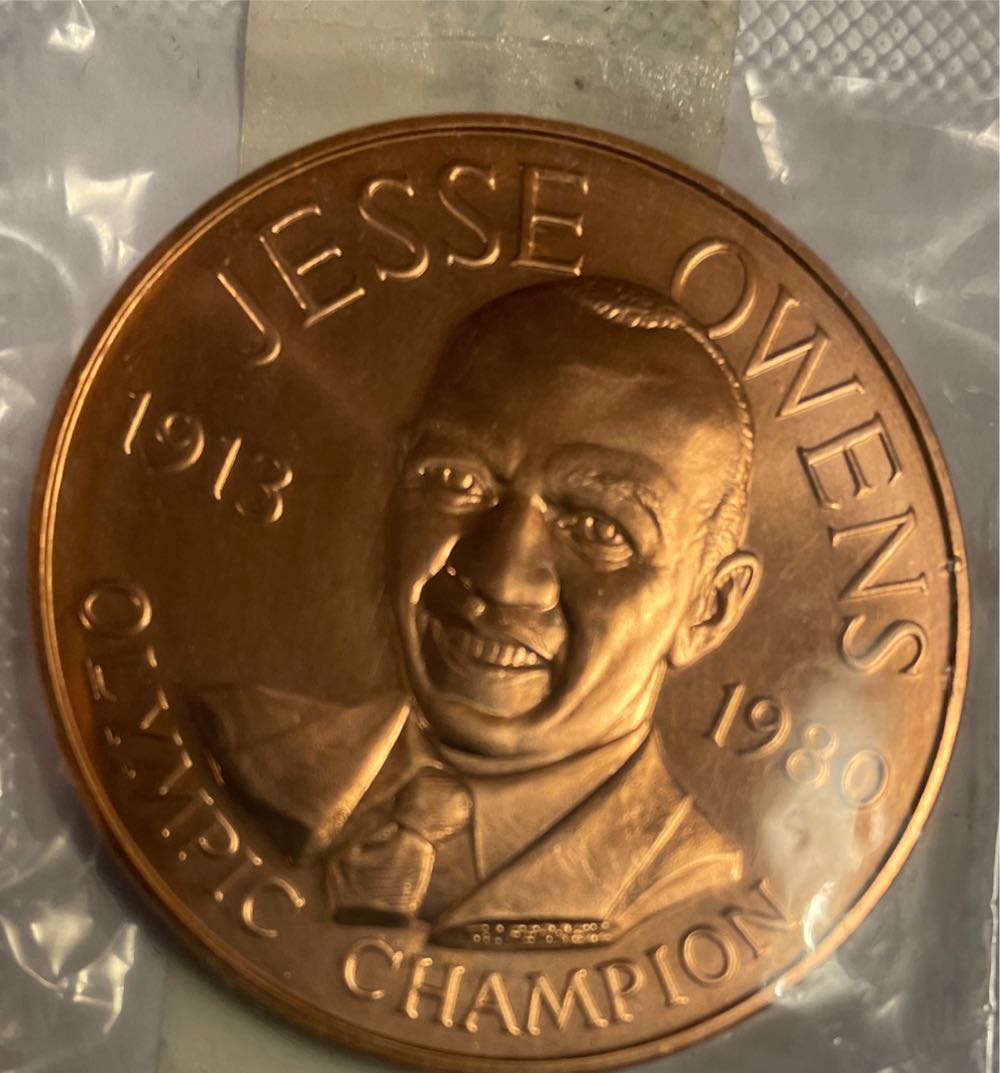 JESSE OWENS
1913
1980
OLYMPIC CHAMPION